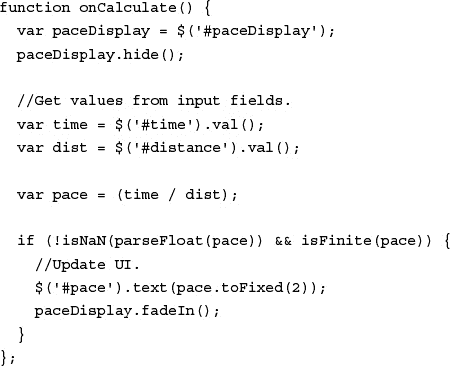 function onCalculate() {
  var paceDisplay = $('#paceDisplay');
  paceDisplay.hide();

  //Get values from input fields.
  var time = $('#time').val();
  var dist = $('#distance').val();

  var pace = (time / dist);

  if (!isNaN(parseFloat(pace)) && isFinite(pace)) {
    //Update UI.
    $('#pace').text(pace.toFixed(2));
    paceDisplay.fadeIn();
  }
};